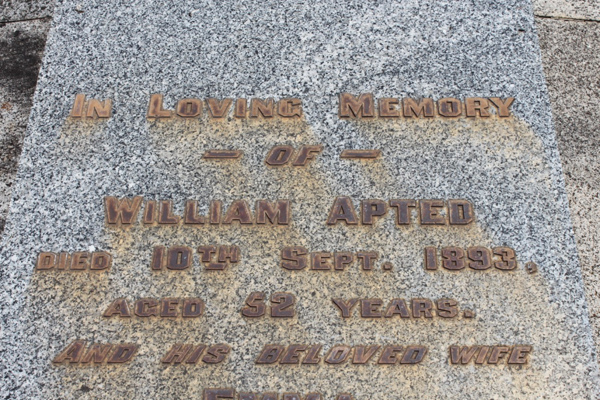 In Loving Memory
— OF —
William Apted
DIED 10TH Sept. 1893,
AGED 52 YEARS.
And his beloved wife